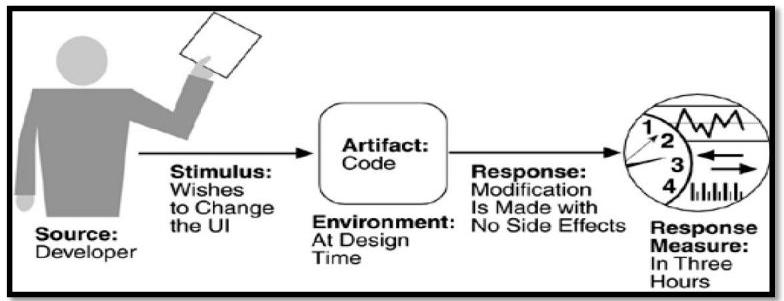 Source:
Developer
Stimulus:
Wishes
to Change
the UI
Artifact:
Code
Environment:
At Design
Time
Response:
Modification
Is Made with
No Side Effects
1
2
3
4
Response
Measure:
In Three
Hours